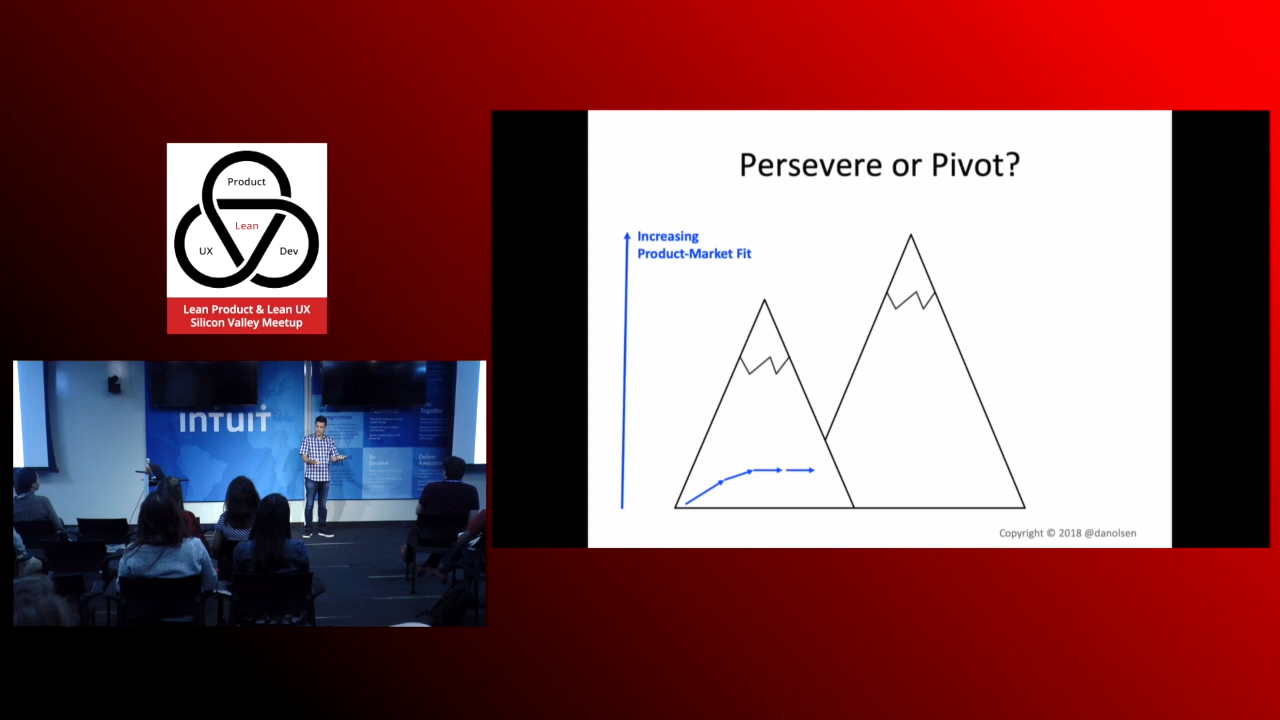 Product
Lean
UX
Dev
Lean Product & Lean UX
Silicon Valley Meetup
intuit
Persevere or Pivot?
Increasing
Product-Market Fit
Copyright © 2018 @danolsen